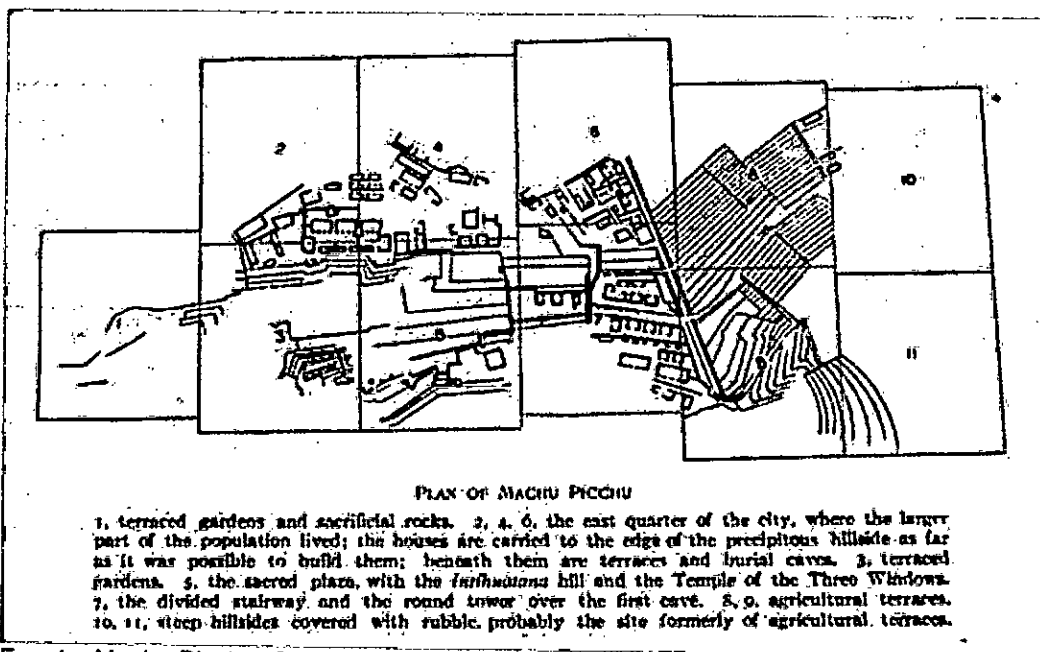 2
4
6
8
10
3
5
7
9
11
PLAN OF MACHU PICCHU
1, terraced gardens and sacrificial rocks. 2, 4, 6, the east quarter of the city, where the larger
part of the population lived; the houses are carried to the edge of the precipitous hillside as far
as it was possible to build them; beneath them are terraces and burial caves. 3, terraced
gardens. 5, the sacred plaza, with the Intihuatana hill and the Temple of the Three Windows.
7, the divided stairway and the round tower over the first cave. 8, 9, agricultural terraces.
10, 11, steep hillsides covered with rubble, probably the site formerly of agricultural terraces.